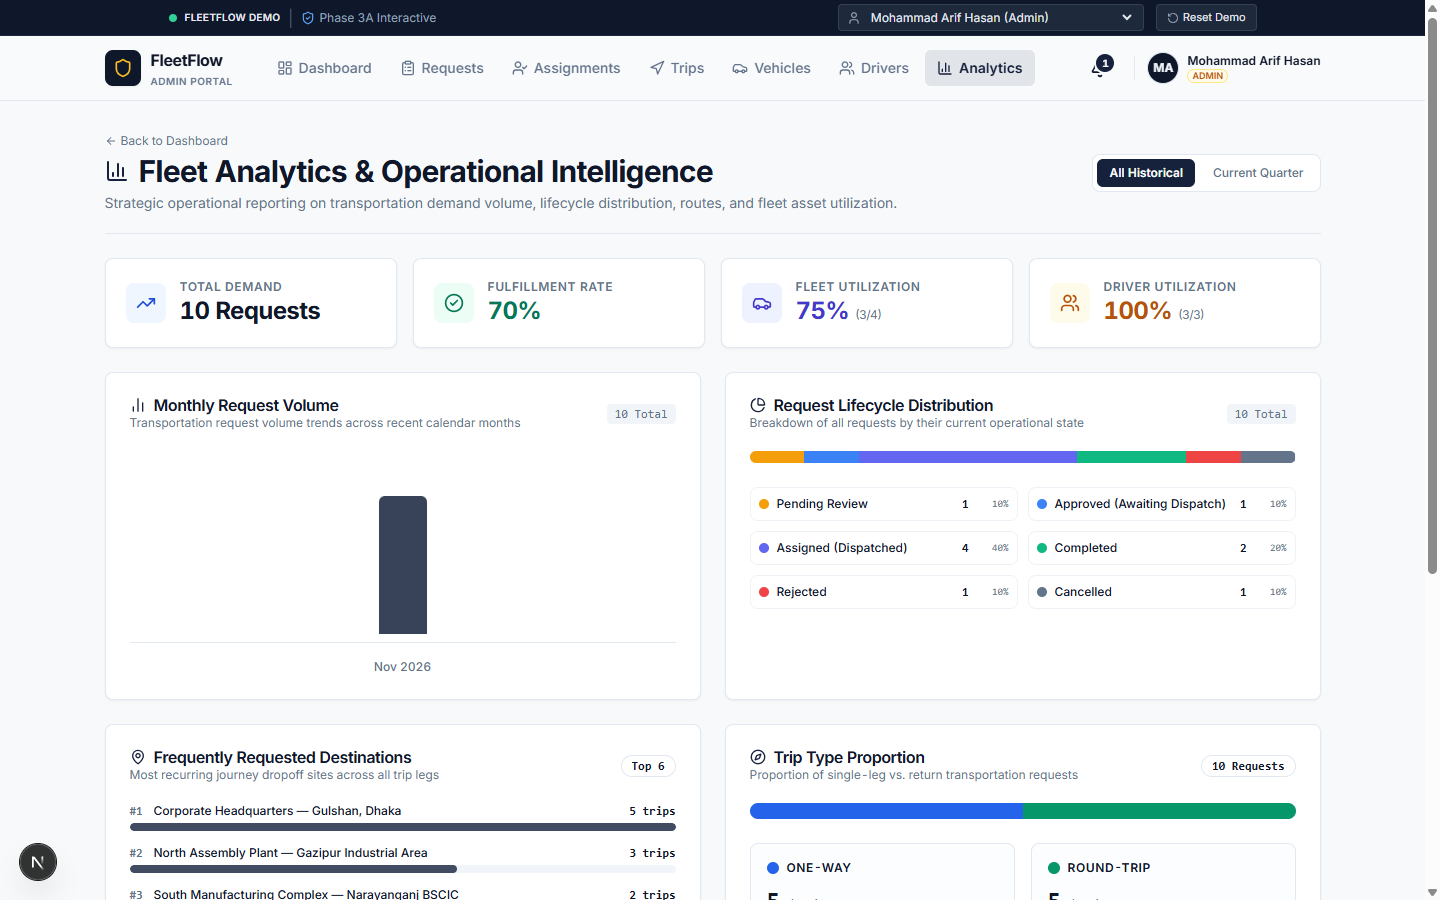 FLEETFLOW DEMO
Phase 3A Interactive
Mohammad Arif Hasan (Admin)
Reset Demo
FleetFlow
ADMIN PORTAL
Dashboard
Requests
Assignments
Trips
Vehicles
Drivers
Analytics
1
MA
Mohammad Arif Hasan
ADMIN
← Back to Dashboard
Fleet Analytics & Operational Intelligence
Strategic operational reporting on transportation demand volume, lifecycle distribution, routes, and fleet asset utilization.
All Historical
Current Quarter
TOTAL DEMAND
10 Requests
FULFILLMENT RATE
70%
FLEET UTILIZATION
75% (3/4)
DRIVER UTILIZATION
100% (3/3)
Monthly Request Volume
Transportation request volume trends across recent calendar months
10 Total
Nov 2026
Request Lifecycle Distribution
Breakdown of all requests by their current operational state
10 Total
Pending Review 1 10%
Approved (Awaiting Dispatch) 1 10%
Assigned (Dispatched) 4 40%
Completed 2 20%
Rejected 1 10%
Cancelled 1 10%
Frequently Requested Destinations
Most recurring journey dropoff sites across all trip legs
Top 6
#1 Corporate Headquarters — Gulshan, Dhaka 5 trips
#2 North Assembly Plant — Gazipur Industrial Area 3 trips
#3 South Manufacturing Complex — Narayanganj BSCIC 2 trips
Trip Type Proportion
Proportion of single-leg vs. return transportation requests
10 Requests
ONE-WAY
ROUND-TRIP
N